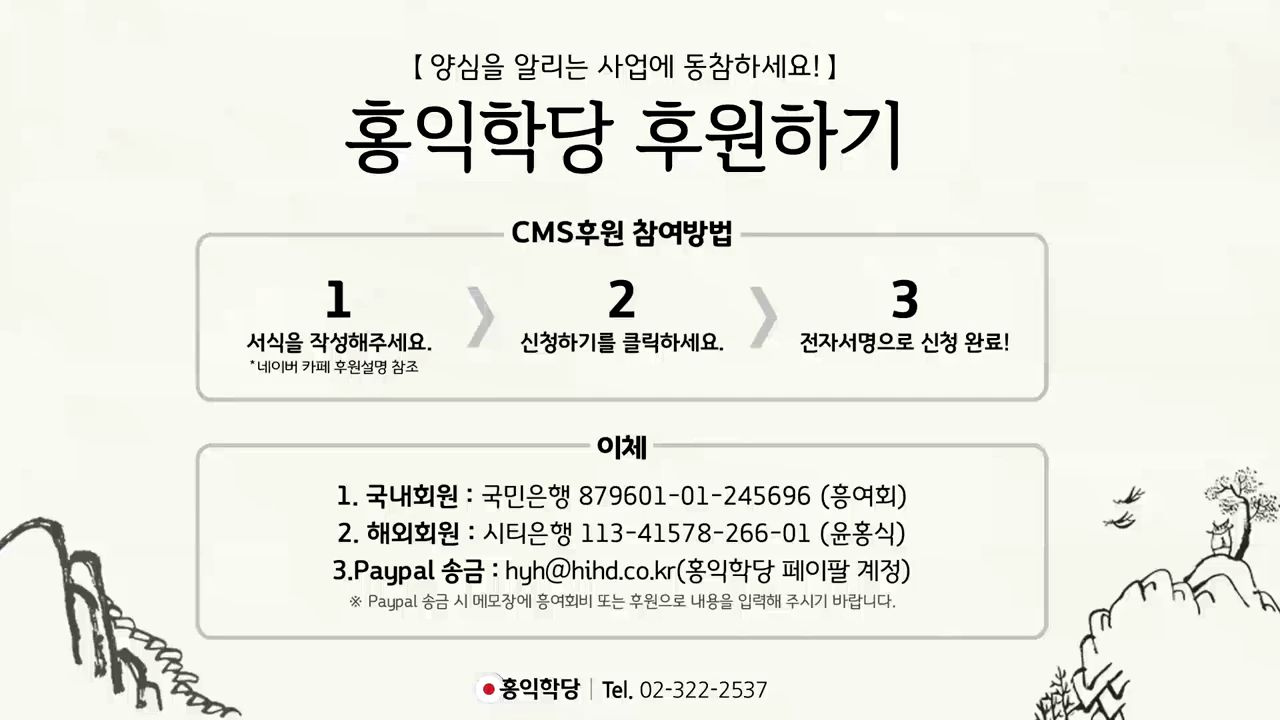 【 양심을 알리는 사업에 동참하세요! 】
홍익학당 후원하기
CMS후원 참여방법
1
서식을 작성해주세요.
*네이버 카페 후원설명 참조
2
신청하기를 클릭하세요.
3
전자서명으로 신청 완료!
이체
1. 국내회원 : 국민은행 879601-01-245696 (흥여회)
2. 해외회원 : 시티은행 113-41578-266-01 (윤홍식)
3.Paypal 송금 : hyh@hihd.co.kr(홍익학당 페이팔 계정)
※ Paypal 송금 시 메모장에 흥여회비 또는 후원으로 내용을 입력해 주시기 바랍니다.
홍익학당 | Tel. 02-322-2537